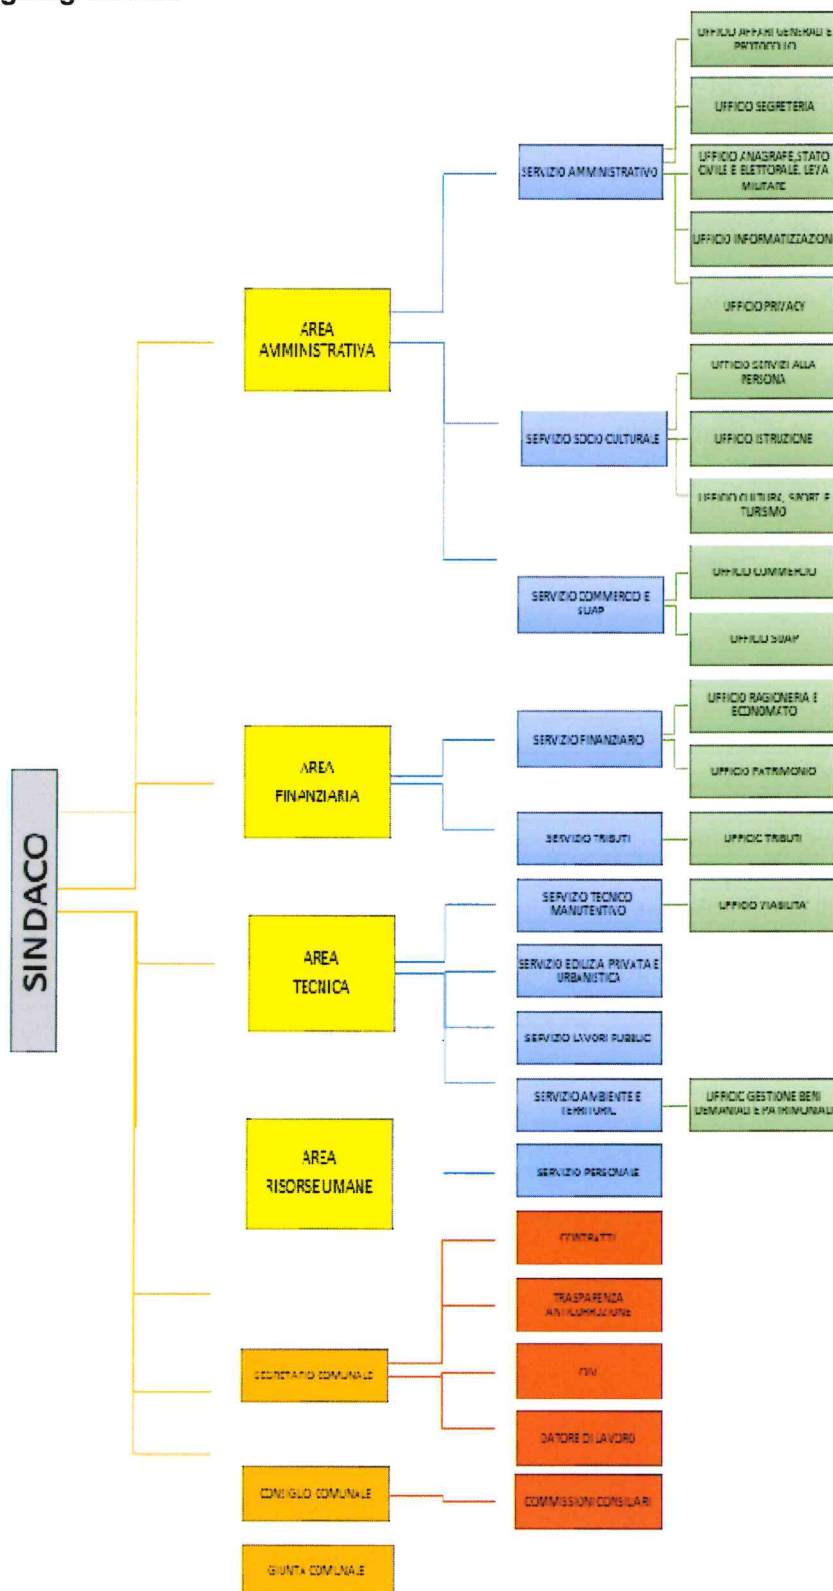 SINDACO
AREA
AMMINISTRATIVA
SERVIZIO AMMINISTRATIVO
UFFICIO AFFARI GENERALI E
PROTOCOLLO
UFFICIO SEGRETERIA
UFFICIO ANAGRAFE,STATO
CIVILE E ELETTORALE, LEVA
MILITARE
UFFICIO INFORMATIZZAZION
UFFICIO PRIVACY
SERVIZIO SOCIO CULTURALE
UFFICIO SERVIZI ALLA
PERSONA
UFFICIO ISTRUZIONE
UFFICIO CULTURA, SPORT E
TURISMO
SERVIZIO COMMERCIO E
SUAP
UFFICIO COMMERCIO
UFFICIO SUAP
AREA
FINANZIARIA
SERVIZIO FINANZIARIO
UFFICIO RAGIONERIA E
ECONOMATO
UFFICIO PATRIMONIO
SERVIZIO TRIBUTI
UFFICIO TRIBUTI
AREA
TECNICA
SERVIZIO TECNICO
MANUTENTIVO
UFFICIO VIABILITA'
SERVIZIO EDILIZIA PRIVATA E
URBANISTICA
SERVIZIO LAVORI PUBBLICI
SERVIZIO AMBIENTE E
TERRITORIO
UFFICIO GESTIONE BENI
DEMANIALI E PATRIMONIALI
AREA
RISORSE UMANE
SERVIZIO PERSONALE
SEGRETARIO COMUNALE
CONTRATTI
TRASPARENZA
ANTICORRUZIONE
OIV
DATORE DI LAVORO
CONSIGLIO COMUNALE
COMMISSIONI CONSILIARI
GIUNTA COMUNALE